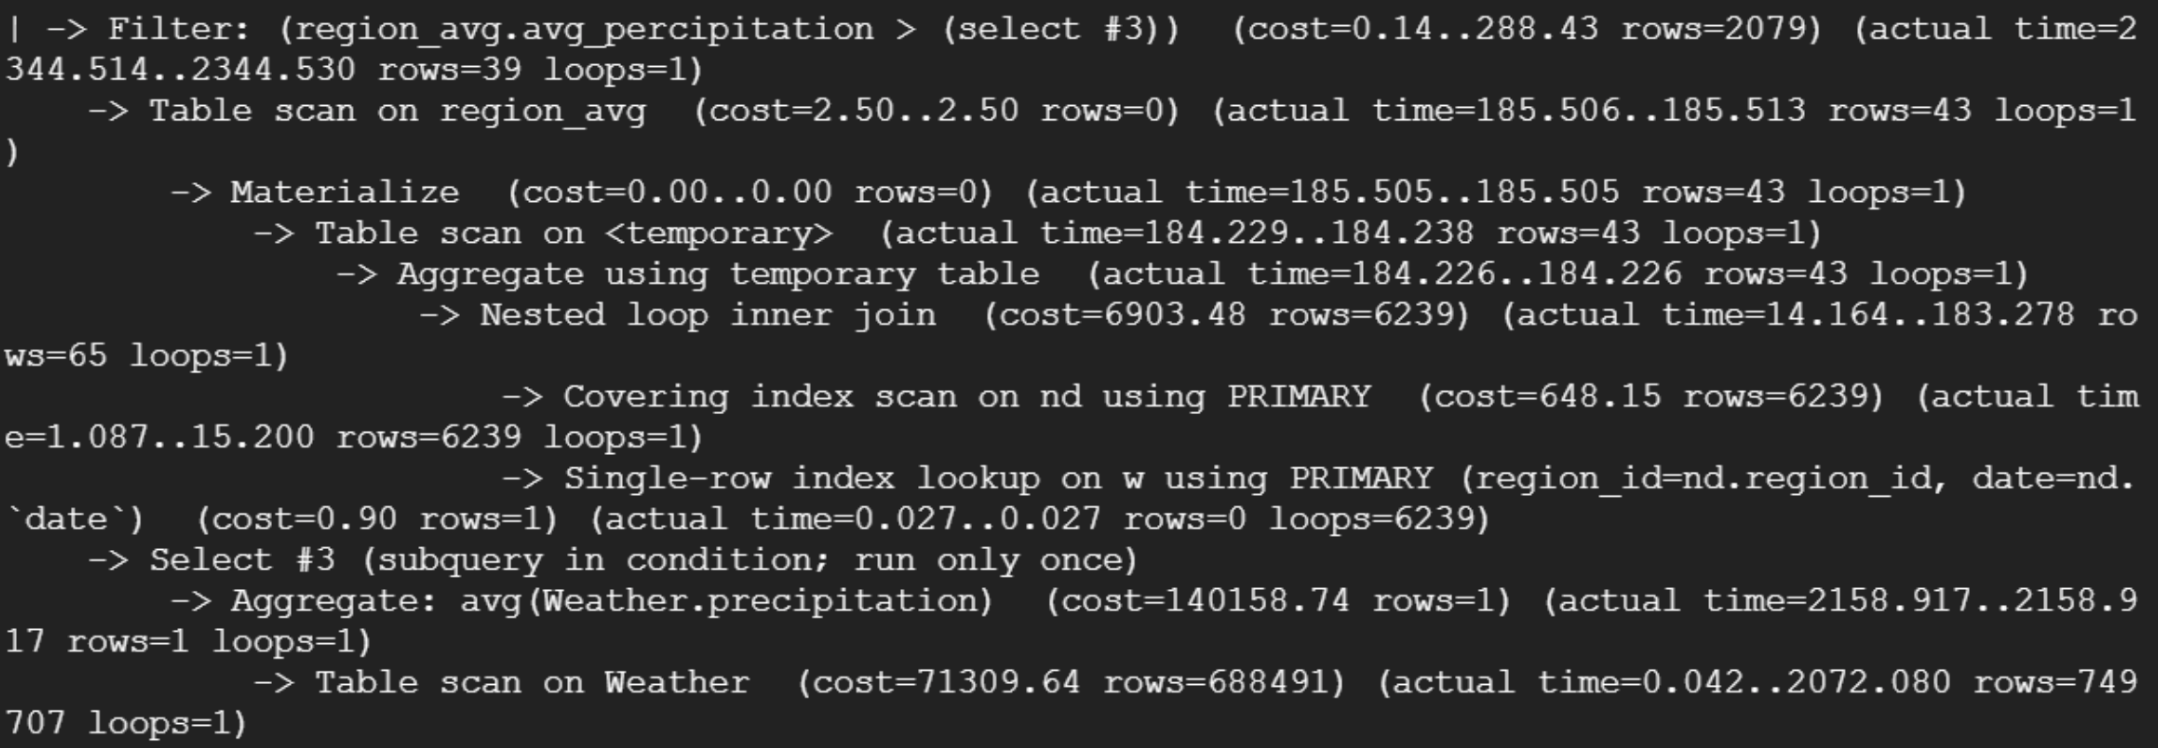 | -> Filter: (region_avg.avg_percipitation > (select #3))  (cost=0.14..288.43 rows=2079) (actual time=2
344.514..2344.530 rows=39 loops=1)
    -> Table scan on region_avg  (cost=2.50..2.50 rows=0) (actual time=185.506..185.513 rows=43 loops=1
)
        -> Materialize  (cost=0.00..0.00 rows=0) (actual time=185.505..185.505 rows=43 loops=1)
            -> Table scan on <temporary>  (actual time=184.229..184.238 rows=43 loops=1)
                -> Aggregate using temporary table  (actual time=184.226..184.226 rows=43 loops=1)
                    -> Nested loop inner join  (cost=6903.48 rows=6239) (actual time=14.164..183.278 ro
ws=65 loops=1)
                        -> Covering index scan on nd using PRIMARY  (cost=648.15 rows=6239) (actual tim
e=1.087..15.200 rows=6239 loops=1)
                        -> Single-row index lookup on w using PRIMARY (region_id=nd.region_id, date=nd.
`date`)  (cost=0.90 rows=1) (actual time=0.027..0.027 rows=0 loops=6239)
    -> Select #3 (subquery in condition; run only once)
        -> Aggregate: avg(Weather.precipitation)  (cost=140158.74 rows=1) (actual time=2158.917..2158.9
17 rows=1 loops=1)
            -> Table scan on Weather  (cost=71309.64 rows=688491) (actual time=0.042..2072.080 rows=749
707 loops=1)